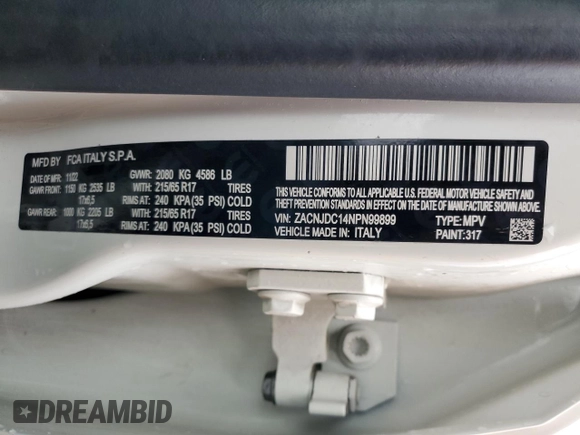 MFD BY FCA ITALY S.P.A.
DATE OF MFR: 11/22 GVWR: 2080 KG 4586 LB
GAWR FRONT: 1150 KG 2535 LB WITH: 215/65 R17 TIRES
17x6,5 RIMS AT: 240 KPA(35 PSI) COLD
GAWR REAR: 1000 KG 2205 LB WITH: 215/65 R17 TIRES
17x6,5 RIMS AT: 240 KPA(35 PSI) COLD
THIS VEHICLE CONFORMS TO ALL APPLICABLE FEDERAL MOTOR VEHICLE SAFETY, BUMPER, AND
THEFT PREVENTION STANDARDS IN EFFECT ON THE DATE OF MANUFACTURE SHOWN ABOVE.
VIN: ZACNJDC14NPN99899 TYPE: MPV
VEHICLE MADE IN: ITALY PAINT: 317
DREAMBID